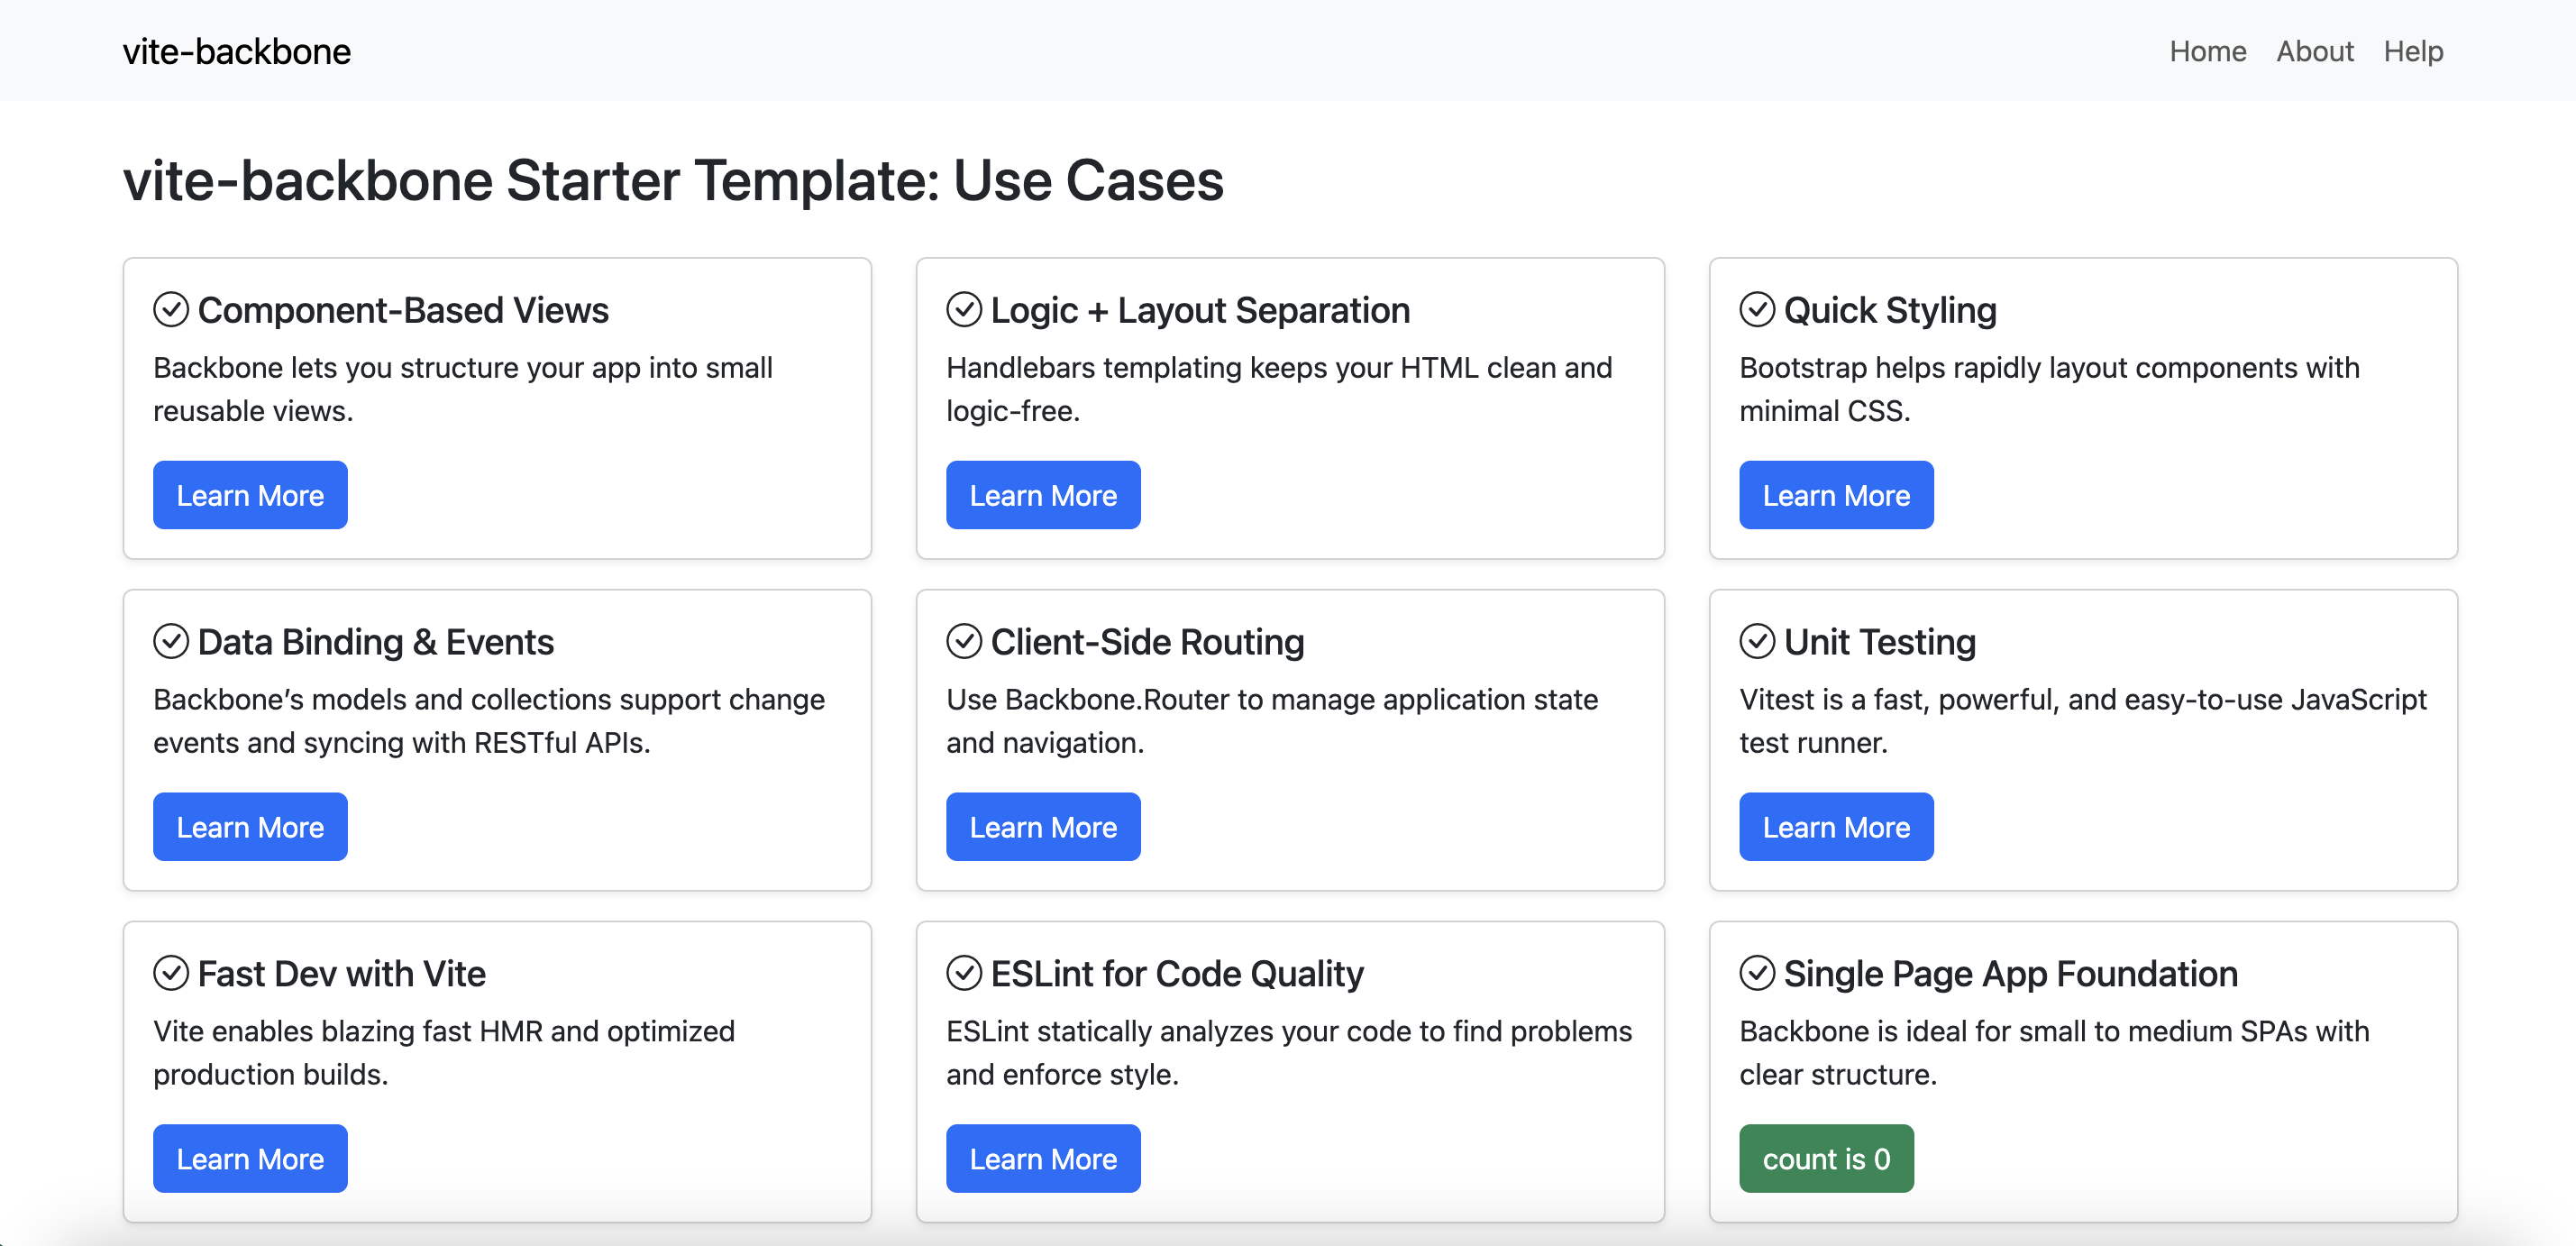 vite-backbone
Home About Help
vite-backbone Starter Template: Use Cases
Component-Based Views
Backbone lets you structure your app into small
reusable views.
Learn More
Logic + Layout Separation
Handlebars templating keeps your HTML clean and
logic-free.
Learn More
Quick Styling
Bootstrap helps rapidly layout components with
minimal CSS.
Learn More
Data Binding & Events
Backbone’s models and collections support change
events and syncing with RESTful APIs.
Learn More
Client-Side Routing
Use Backbone.Router to manage application state
and navigation.
Learn More
Unit Testing
Vitest is a fast, powerful, and easy-to-use JavaScript
test runner.
Learn More
Fast Dev with Vite
Vite enables blazing fast HMR and optimized
production builds.
Learn More
ESLint for Code Quality
ESLint statically analyzes your code to find problems
and enforce style.
Learn More
Single Page App Foundation
Backbone is ideal for small to medium SPAs with
clear structure.
count is 0